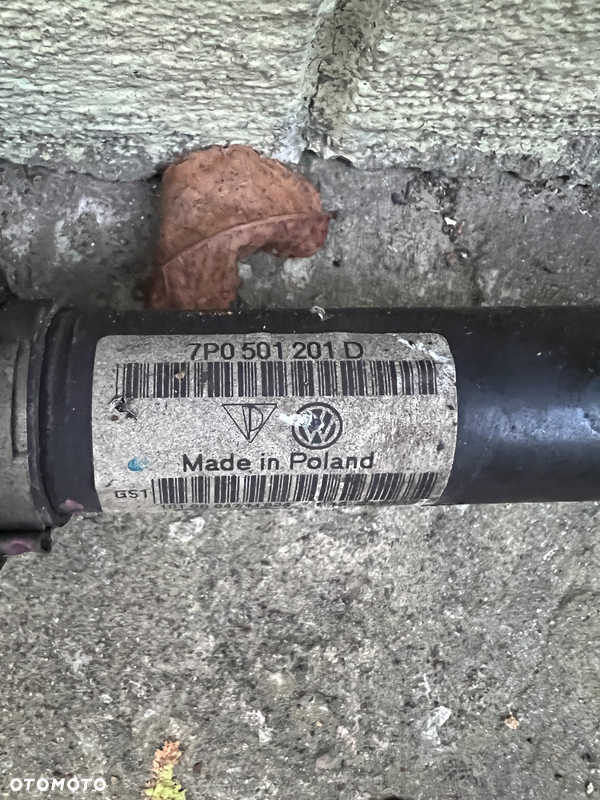 7P0 501 201 D
Made in Poland
GS1
OTOMOTO